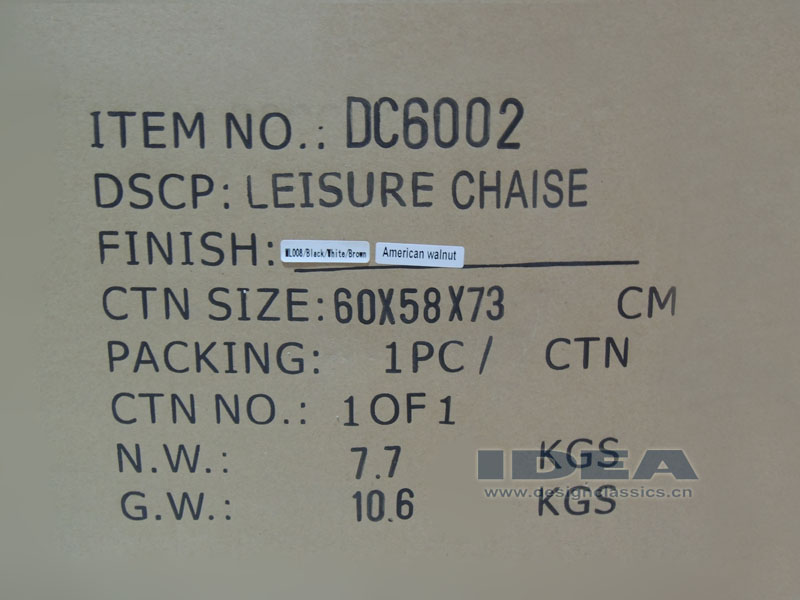 ITEM NO.: DC6002
DSCP: LEISURE CHAISE
FINISH: ML008/Black/White/Brown American walnut
CTN SIZE: 60X58X73 CM
PACKING: 1PC/ CTN
CTN NO.: 1OF1
N.W.: 7.7 KGS
IDEA
www.designclassics.cn
G.W.: 10.6 KGS